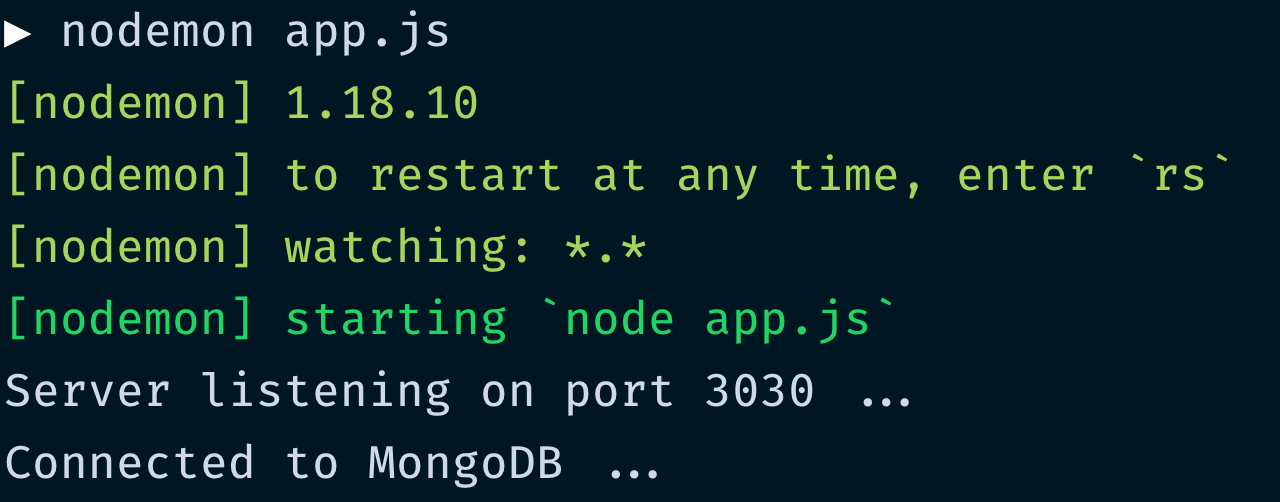 ▶ nodemon app.js
[nodemon] 1.18.10
[nodemon] to restart at any time, enter `rs`
[nodemon] watching: *.*
[nodemon] starting `node app.js`
Server listening on port 3030 ...
Connected to MongoDB ...